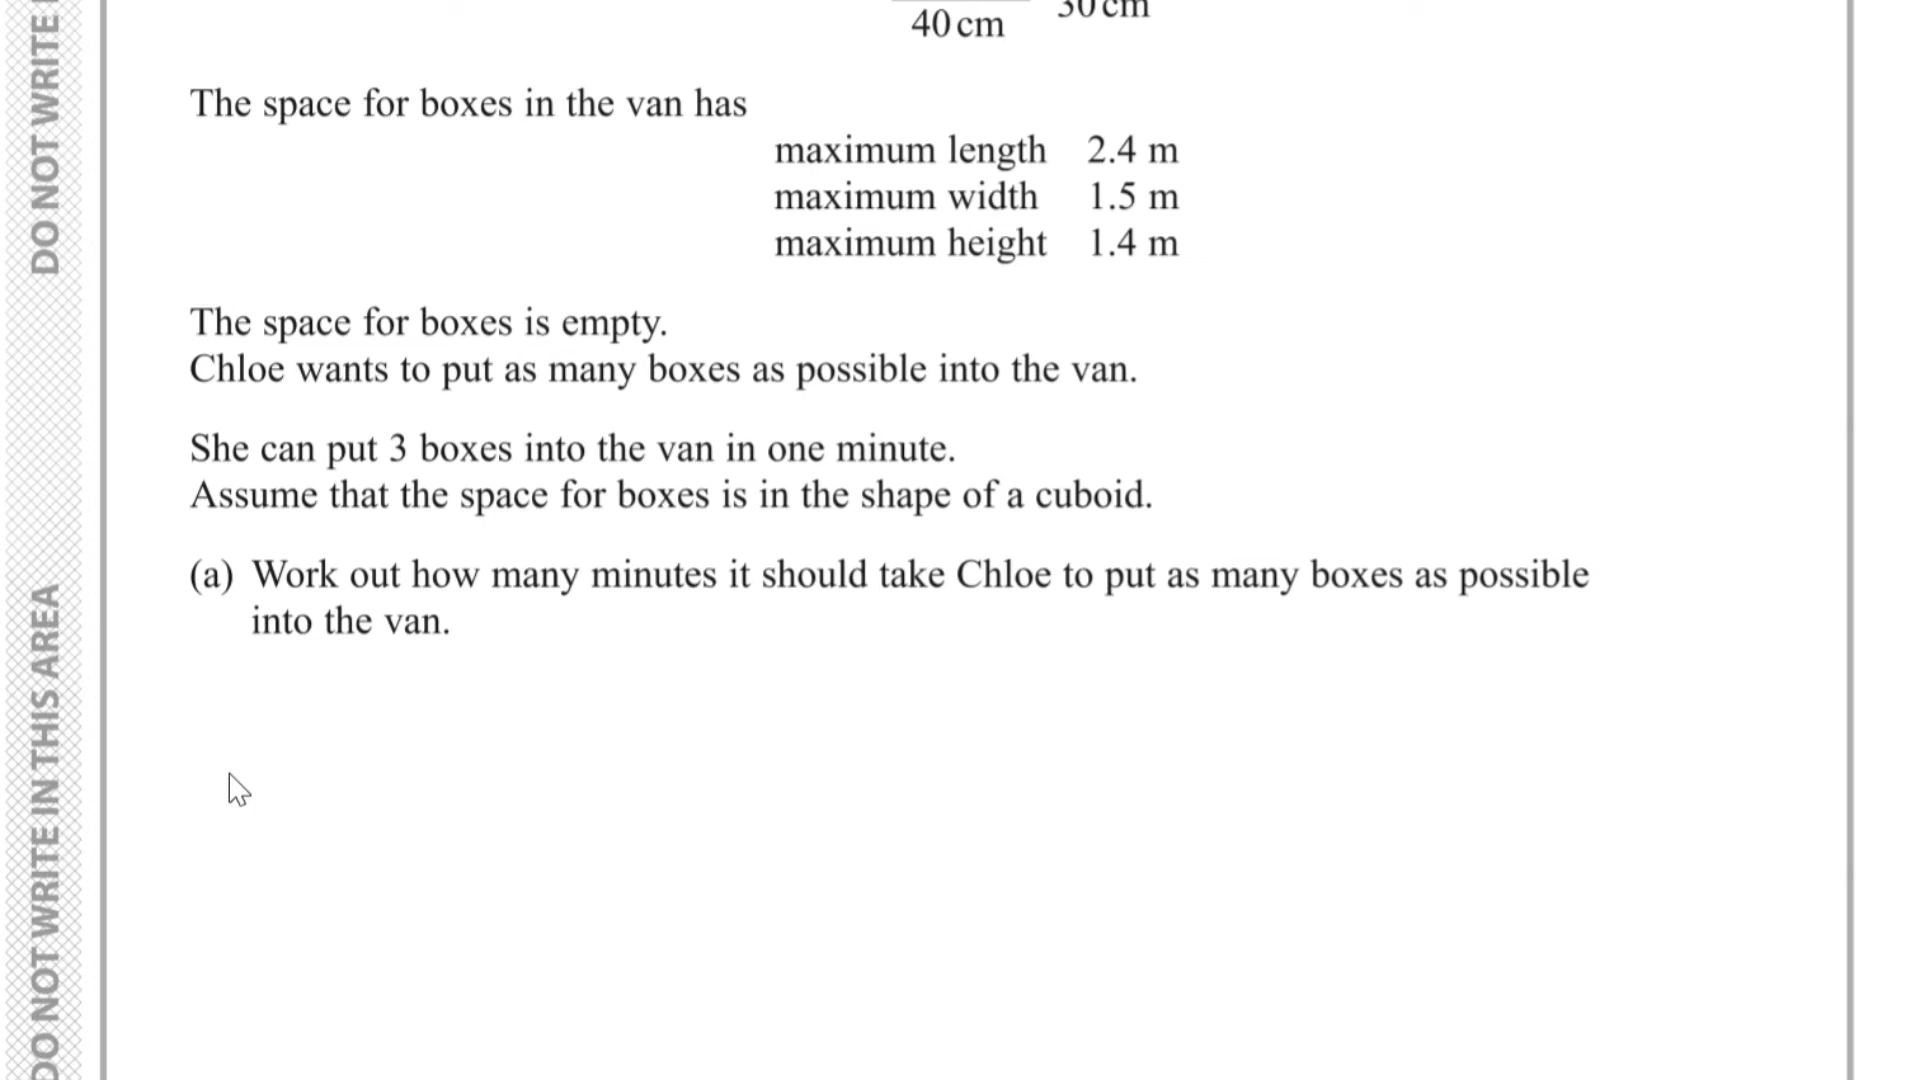 40 cm 30 cm
The space for boxes in the van has
maximum length 2.4 m
maximum width 1.5 m
maximum height 1.4 m
The space for boxes is empty.
Chloe wants to put as many boxes as possible into the van.
She can put 3 boxes into the van in one minute.
Assume that the space for boxes is in the shape of a cuboid.
(a) Work out how many minutes it should take Chloe to put as many boxes as possible
into the van.
DO NOT WRITE
DO NOT WRITE IN THIS AREA